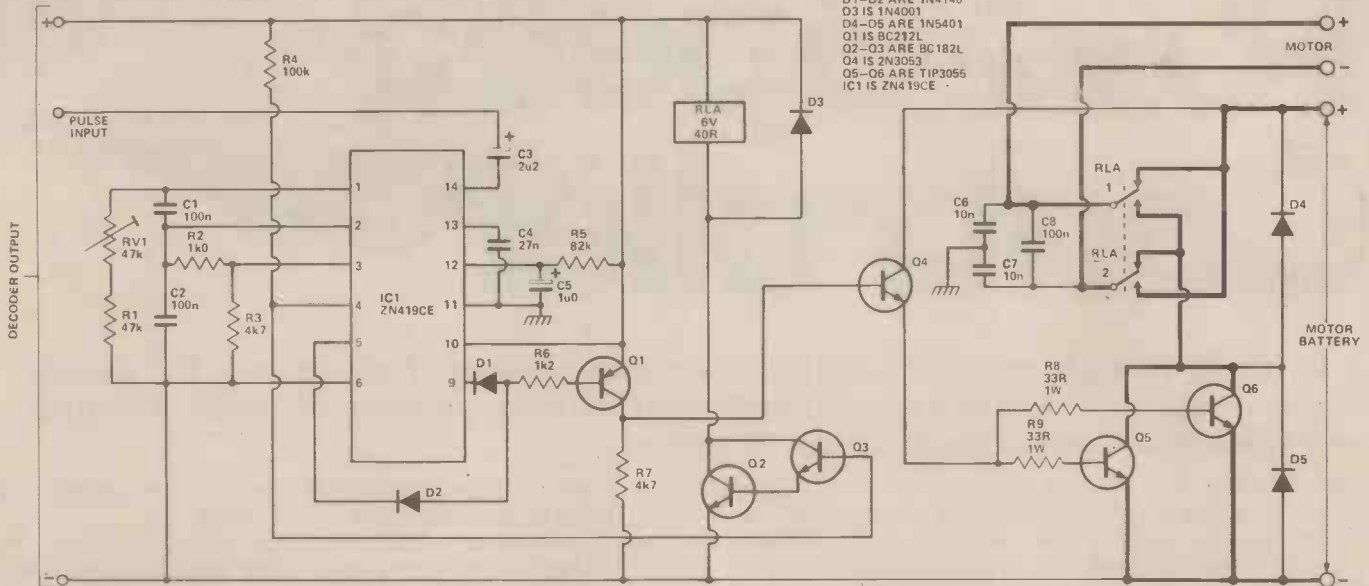 D1–D2 ARE 1N4148
D3 IS 1N4001
D4–D5 ARE 1N5401
Q1 IS BC212L
Q2–Q3 ARE BC182L
Q4 IS 2N3053
Q5–Q6 ARE TIP3055
IC1 IS ZN419CE
+
R4
100k
PULSE
INPUT
DECODER OUTPUT
RV1
47k
R1
47k
C1
100n
R2
1k0
C2
100n
R3
4k7
1
2
3
4
5
6
IC1
ZN419CE
14
13
12
11
10
9
+
C3
2u2
C4
27n
R5
82k
+
C5
1u0
D1
R6
1k2
Q1
D2
R7
4k7
RLA
6V
40R
D3
Q2
Q3
Q4
C6
10n
C7
10n
C8
100n
RLA
1
RLA
2
R8
33R
1W
R9
33R
1W
Q5
Q6
D4
D5
+
MOTOR
–
+
MOTOR
BATTERY
–
–